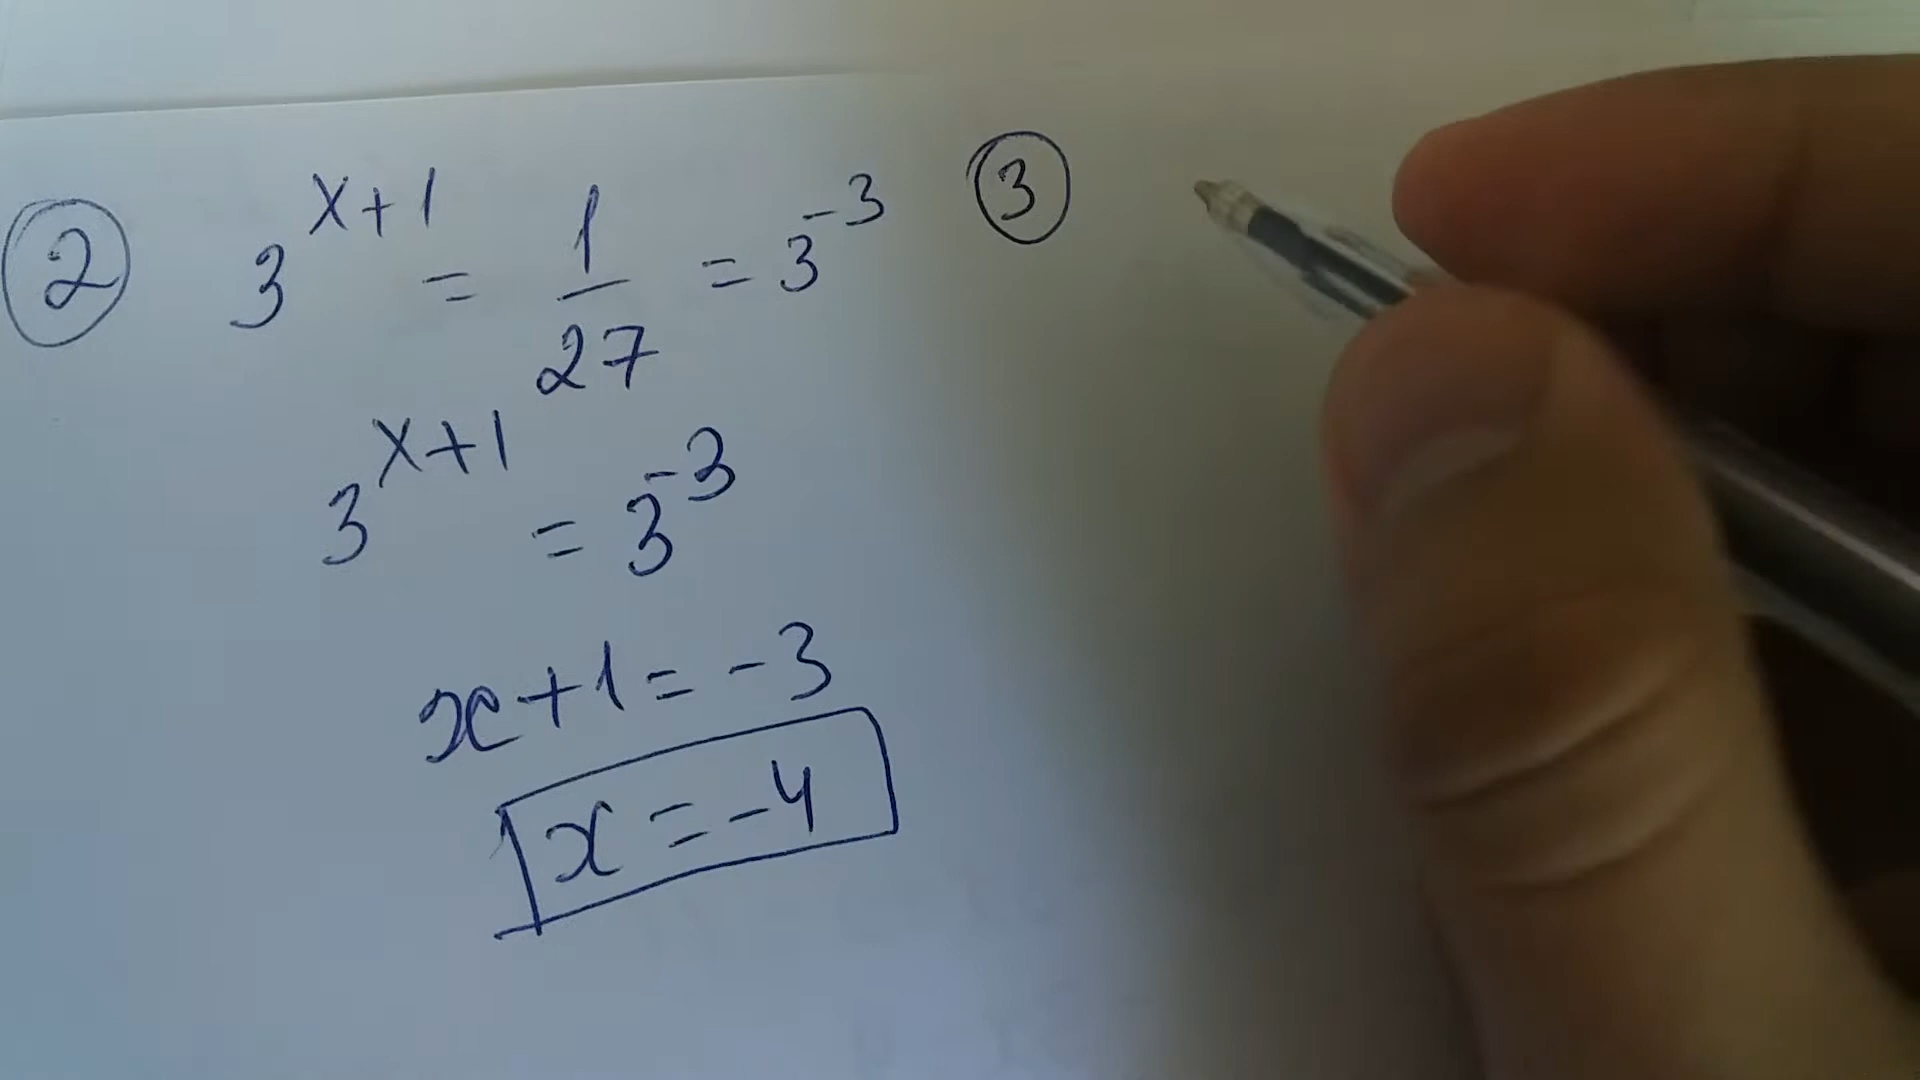 ② 3^{x+1} = 1/27 = 3^{-3}
3^{x+1} = 3^{-3}
x+1 = -3
x = -4
③